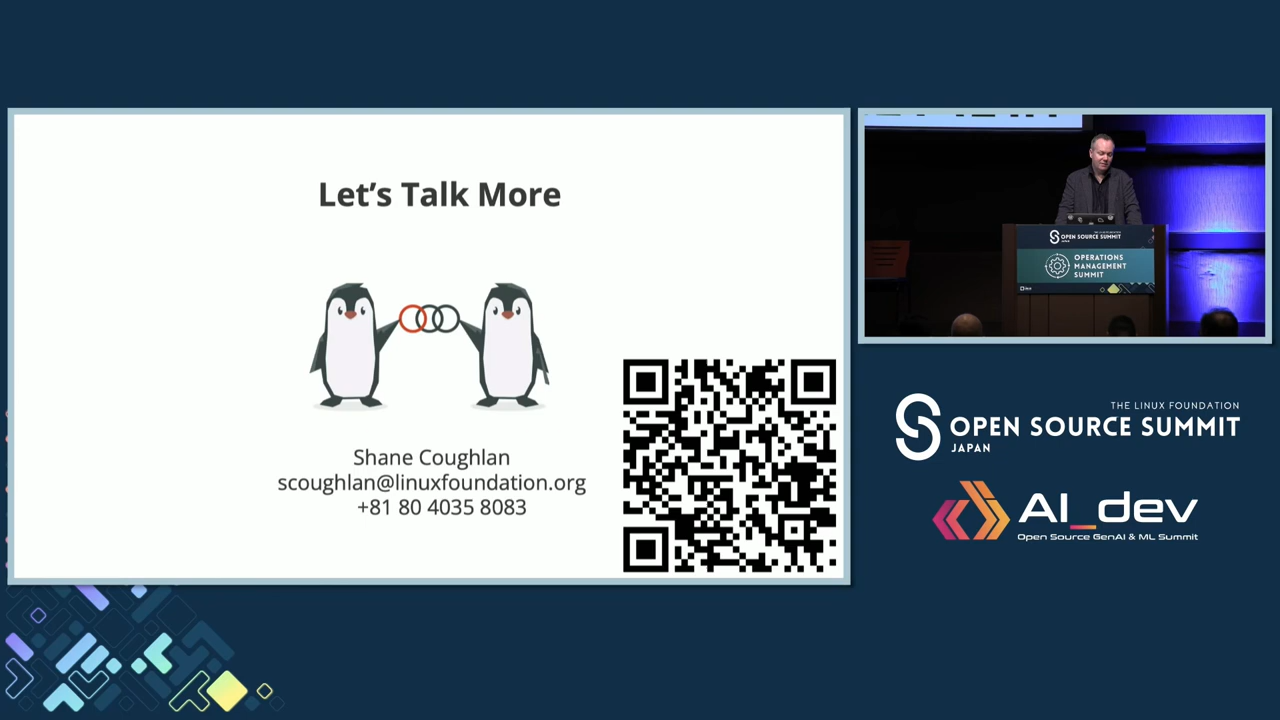 Let's Talk More
Shane Coughlan
scoughlan@linuxfoundation.org
+81 80 4035 8083
OPEN SOURCE SUMMIT
OPERATIONS
MANAGEMENT
SUMMIT
THE LINUX FOUNDATION
OPEN SOURCE SUMMIT
JAPAN
AI_dev
Open Source GenAI & ML Summit